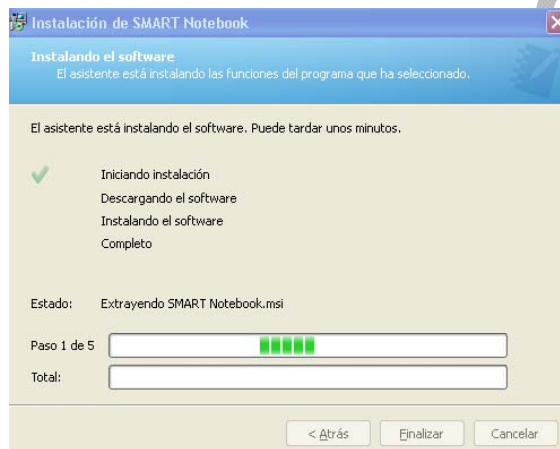 Instalación de SMART Notebook
Instalando el software
El asistente está instalando las funciones del programa que ha seleccionado.
El asistente está instalando el software. Puede tardar unos minutos.
Iniciando instalación
Descargando el software
Instalando el software
Completo
Estado: Extrayendo SMART Notebook.msi
Paso 1 de 5
Total:
< Atrás Finalizar Cancelar